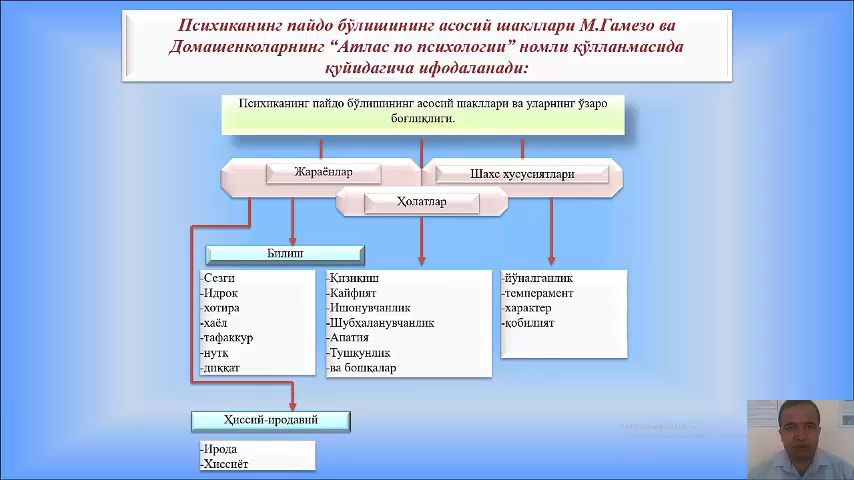 Психиканинг пайдо бўлишининг асосий шакллари М.Гамезо ва
Домашенколарнинг “Атлас по психологии” номли қўлланмасида
қуйидагича ифодаланади:
Психиканинг пайдо бўлишининг асосий шакллари ва уларнинг ўзаро
боғлиқлиги.
Жараёнлар
Шахс хусусиятлари
Ҳолатлар
Билиш
-Сезги
-Идрок
-хотира
-хаёл
-тафаккур
-нутқ
-диққат
-Қизиқиш
-Кайфият
-Ишонувчанлик
-Шубҳаланувчанлик
-Апатия
-Тушкунлик
-ва бошқалар
-йўналганлик
-темперамент
-характер
-қобилият
Ҳиссий-иродавий
-Ирода
-Хиссиёт